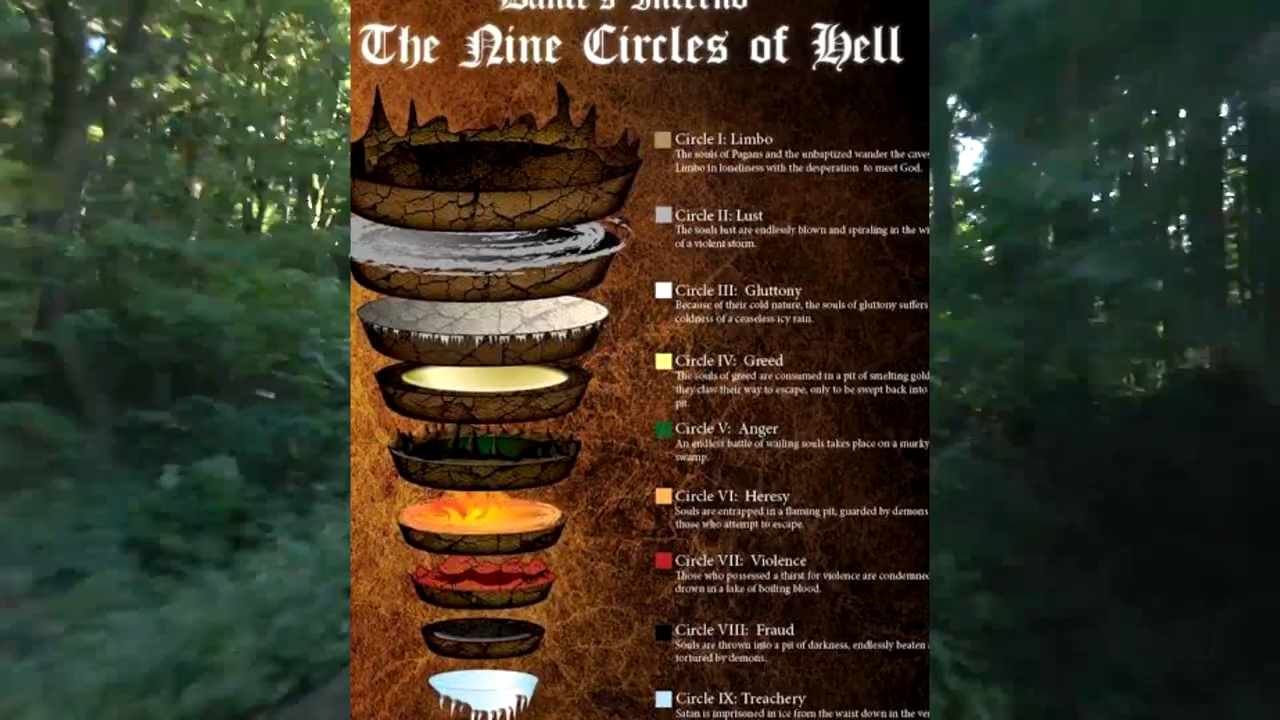 Dante's Inferno
The Nine Circles of Hell
Circle I: Limbo
The souls of Pagans and the unbaptized wander the cave
Limbo in loneliness with the desperation to meet God.
Circle II: Lust
The souls lust are endlessly blown and spiraling in the wi
of a violent storm.
Circle III: Gluttony
Because of their cold nature, the souls of gluttony suffers
coldness of a ceaseless icy rain.
Circle IV: Greed
The souls of greed are consumed in a pit of smelting gold
they claw their way to escape, only to be swept back into
pit.
Circle V: Anger
An endless battle of wailing souls takes place on a murky
swamp.
Circle VI: Heresy
Souls are entrapped in a flaming pit, guarded by demons
those who attempt to escape.
Circle VII: Violence
Those who possessed a thirst for violence are condemned
drown in a lake of boiling blood.
Circle VIII: Fraud
Souls are thrown into a pit of darkness, endlessly beaten
tortured by demons.
Circle IX: Treachery
Satan is imprisoned in ice from the waist down in the ve